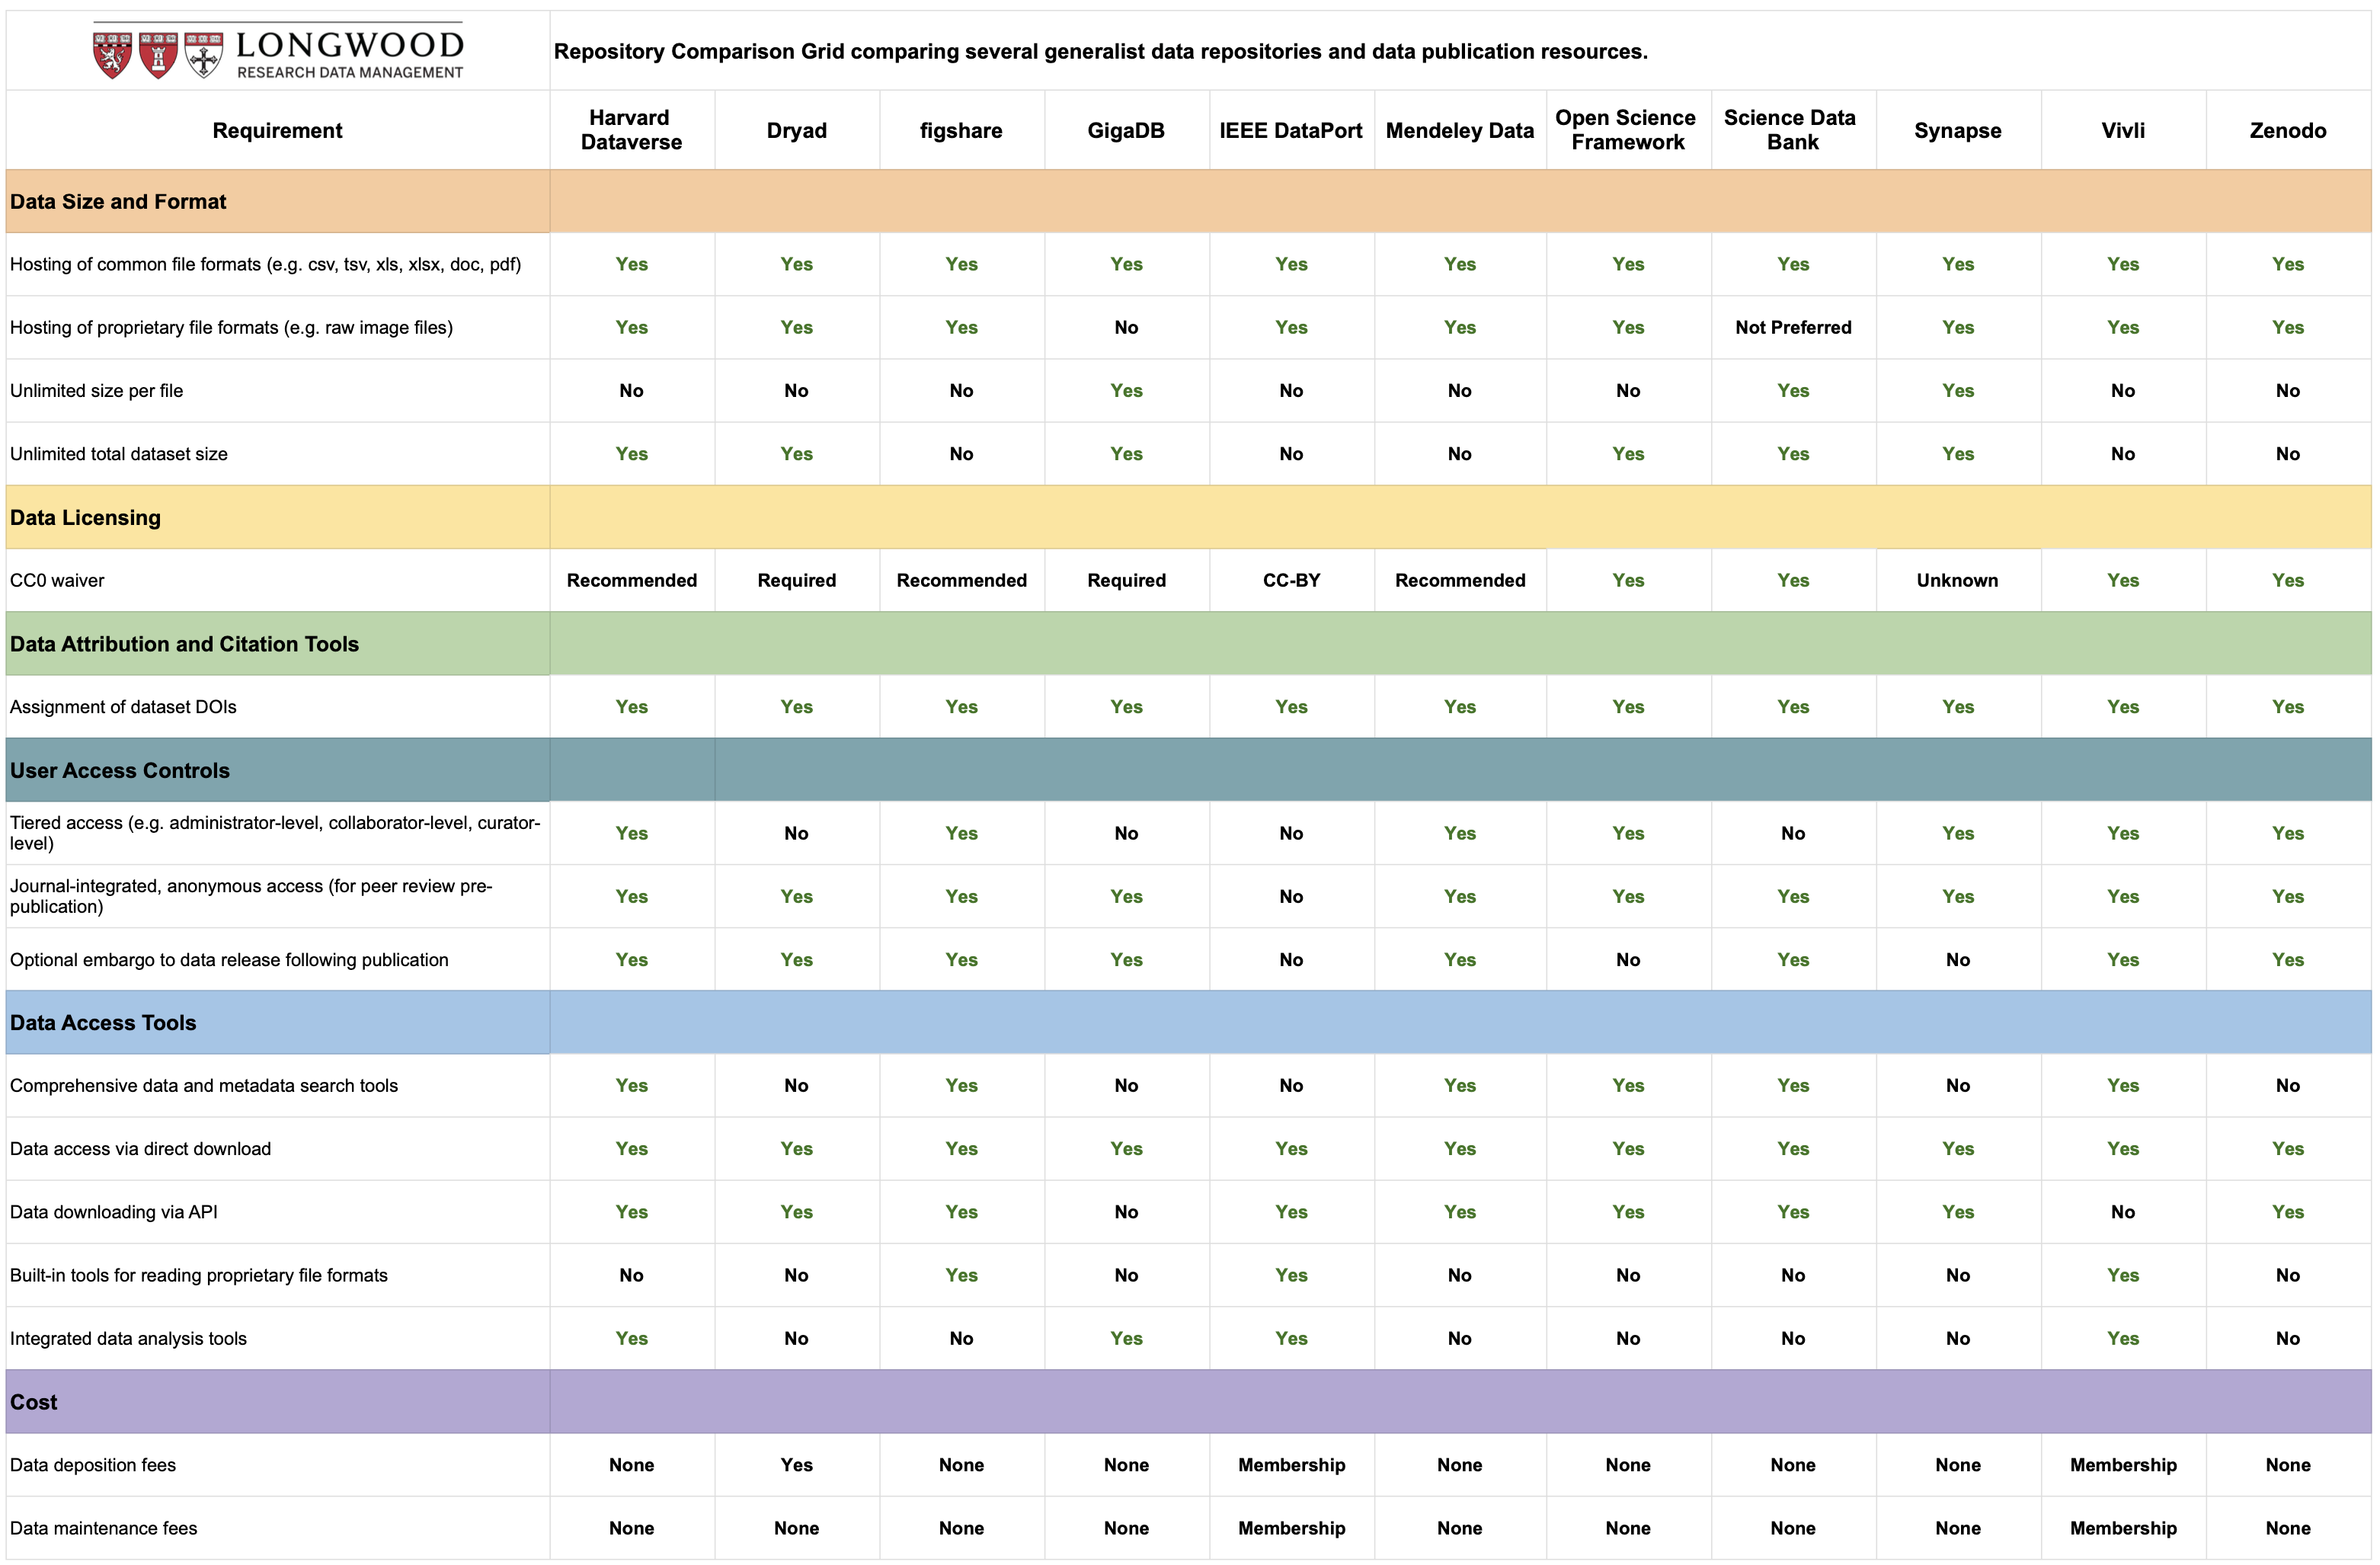 LONGWOOD
RESEARCH DATA MANAGEMENT
Repository Comparison Grid comparing several generalist data repositories and data publication resources.
Requirement Harvard Dataverse Dryad figshare GigaDB IEEE DataPort Mendeley Data Open Science Framework Science Data Bank Synapse Vivli Zenodo
Data Size and Format
Hosting of common file formats (e.g. csv, tsv, xls, xlsx, doc, pdf) Yes Yes Yes Yes Yes Yes Yes Yes Yes Yes Yes
Hosting of proprietary file formats (e.g. raw image files) Yes Yes Yes No Yes Yes Yes Not Preferred Yes Yes Yes
Unlimited size per file No No No Yes No No No Yes Yes No No
Unlimited total dataset size Yes Yes No Yes No No Yes Yes Yes No No
Data Licensing
CC0 waiver Recommended Required Recommended Required CC-BY Recommended Yes Yes Unknown Yes Yes
Data Attribution and Citation Tools
Assignment of dataset DOIs Yes Yes Yes Yes Yes Yes Yes Yes Yes Yes Yes
User Access Controls
Tiered access (e.g. administrator-level, collaborator-level, curator-level) Yes No Yes No No Yes Yes No Yes Yes Yes
Journal-integrated, anonymous access (for peer review pre-publication) Yes Yes Yes Yes No Yes Yes Yes Yes Yes Yes
Optional embargo to data release following publication Yes Yes Yes Yes No Yes No Yes No Yes Yes
Data Access Tools
Comprehensive data and metadata search tools Yes No Yes No No Yes Yes Yes No Yes No
Data access via direct download Yes Yes Yes Yes Yes Yes Yes Yes Yes Yes Yes
Data downloading via API Yes Yes Yes No Yes Yes Yes Yes Yes No Yes
Built-in tools for reading proprietary file formats No No Yes No Yes No No No No Yes No
Integrated data analysis tools Yes No No Yes Yes No No No No Yes No
Cost
Data deposition fees None Yes None None Membership None None None None Membership None
Data maintenance fees None None None None Membership None None None None Membership None